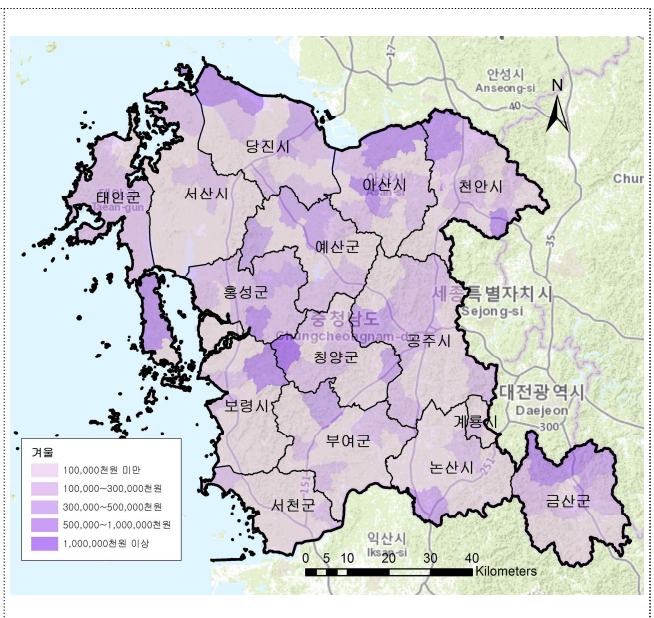 17
안성시
Anseong-si
40
N
당진시
아산시
천안시
Chur
태안군
서산시
예산군
35
홍성군
세종특별자치시
Sejong-si
충청남도
Chungcheongnam-d
공주시
청양군
대전광역시
Daejeon
300
보령시
계룡시
부여군
논산시
151
151
서천군
금산군
익산시
Iksan-si
겨울
100,000천원 미만
100,000~300,000천원
300,000~500,000천원
500,000~1,000,000천원
1,000,000천원 이상
0 5 10 20 30 40
Kilometers